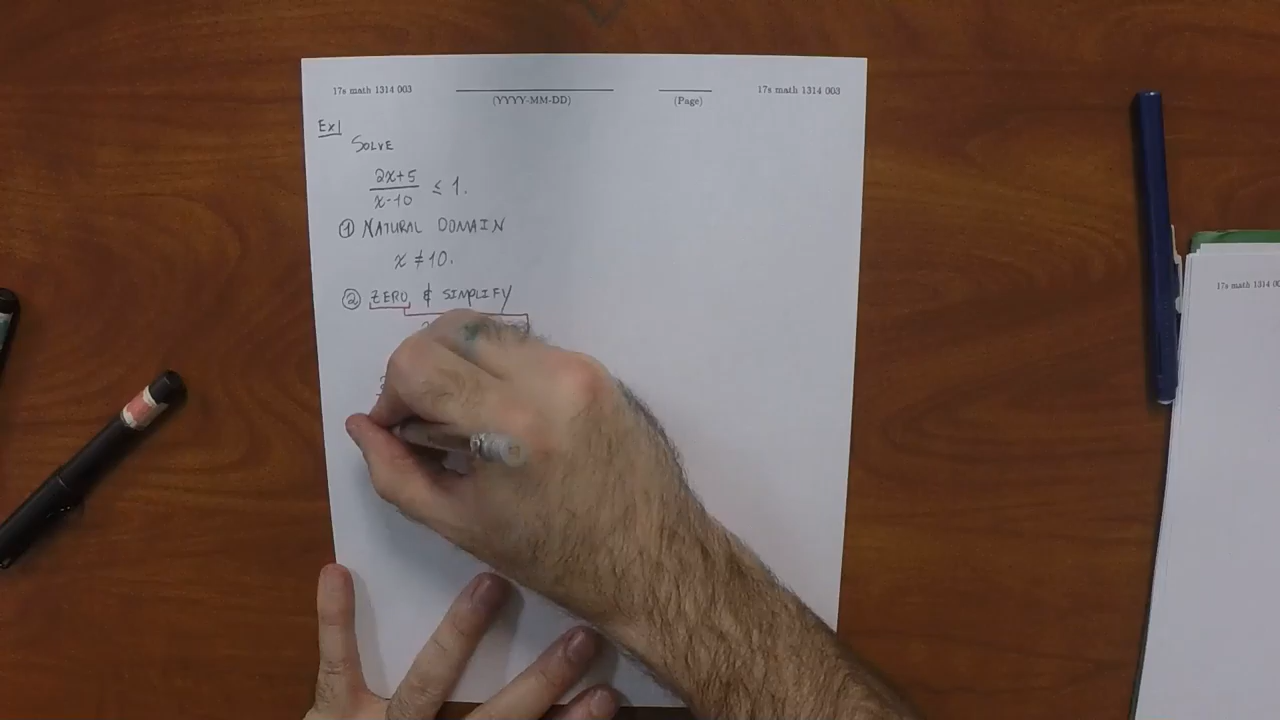 17s math 1314 003 (YYYY-MM-DD) (Page) 17s math 1314 003
Ex1
SOLVE
2x+5
x-10 ≤ 1.
① NATURAL DOMAIN
x ≠ 10.
② ZERO & SIMPLIFY
17s math 1314